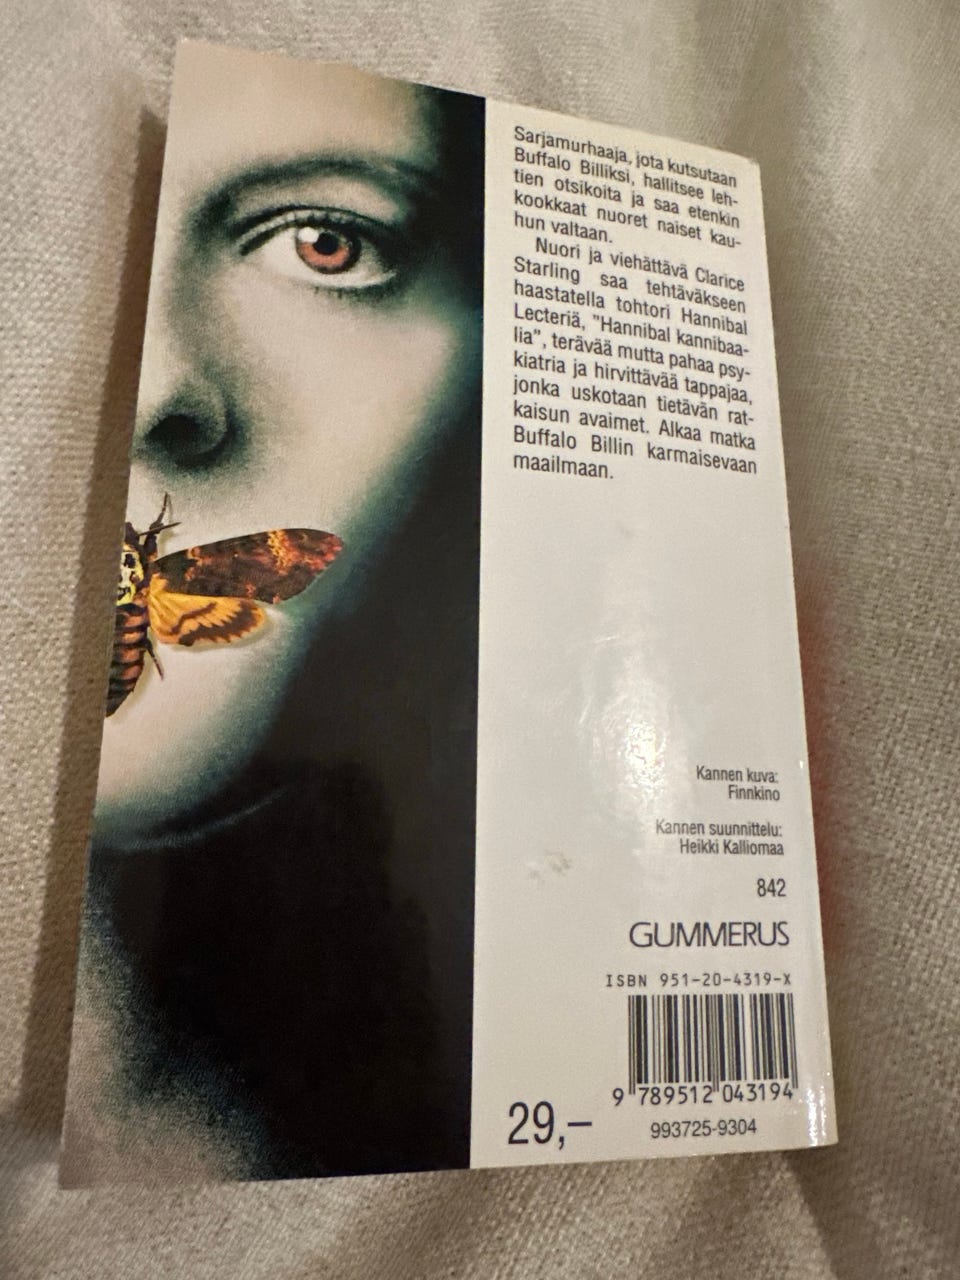 Sarjamurhaaja, jota kutsutaan
Buffalo Billiksi, hallitsee leh-
tien otsikoita ja saa etenkin
kookkaat nuoret naiset kau-
hun valtaan.
Nuori ja viehättävä Clarice
Starling saa tehtäväkseen
haastatella tohtori Hannibal
Lecteriä, "Hannibal kannibaa-
lia", terävää mutta pahaa psy-
kiatria ja hirvittävää tappajaa,
jonka uskotaan tietävän rat-
kaisun avaimet. Alkaa matka
Buffalo Billin karmaisevaan
maailmaan.
Kannen kuva:
Finnkino
Kannen suunnittelu:
Heikki Kalliomaa
842
GUMMERUS
ISBN 951-20-4319-X
9 789512 043194
29,–
993725-9304